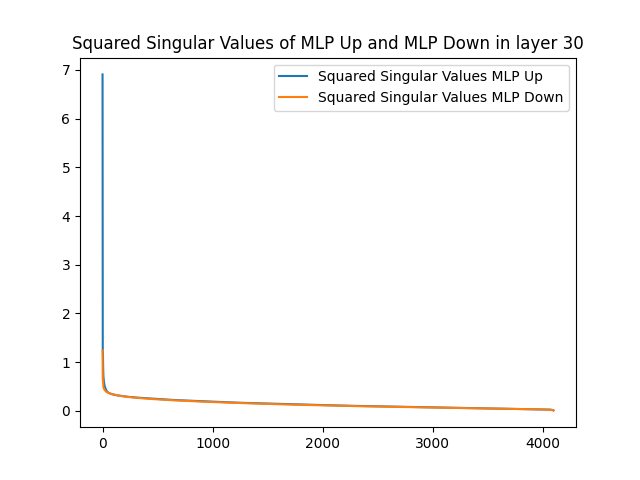 Squared Singular Values of MLP Up and MLP Down in layer 30
7
6
5
4
3
2
1
0
Squared Singular Values MLP Up
Squared Singular Values MLP Down
0 1000 2000 3000 4000